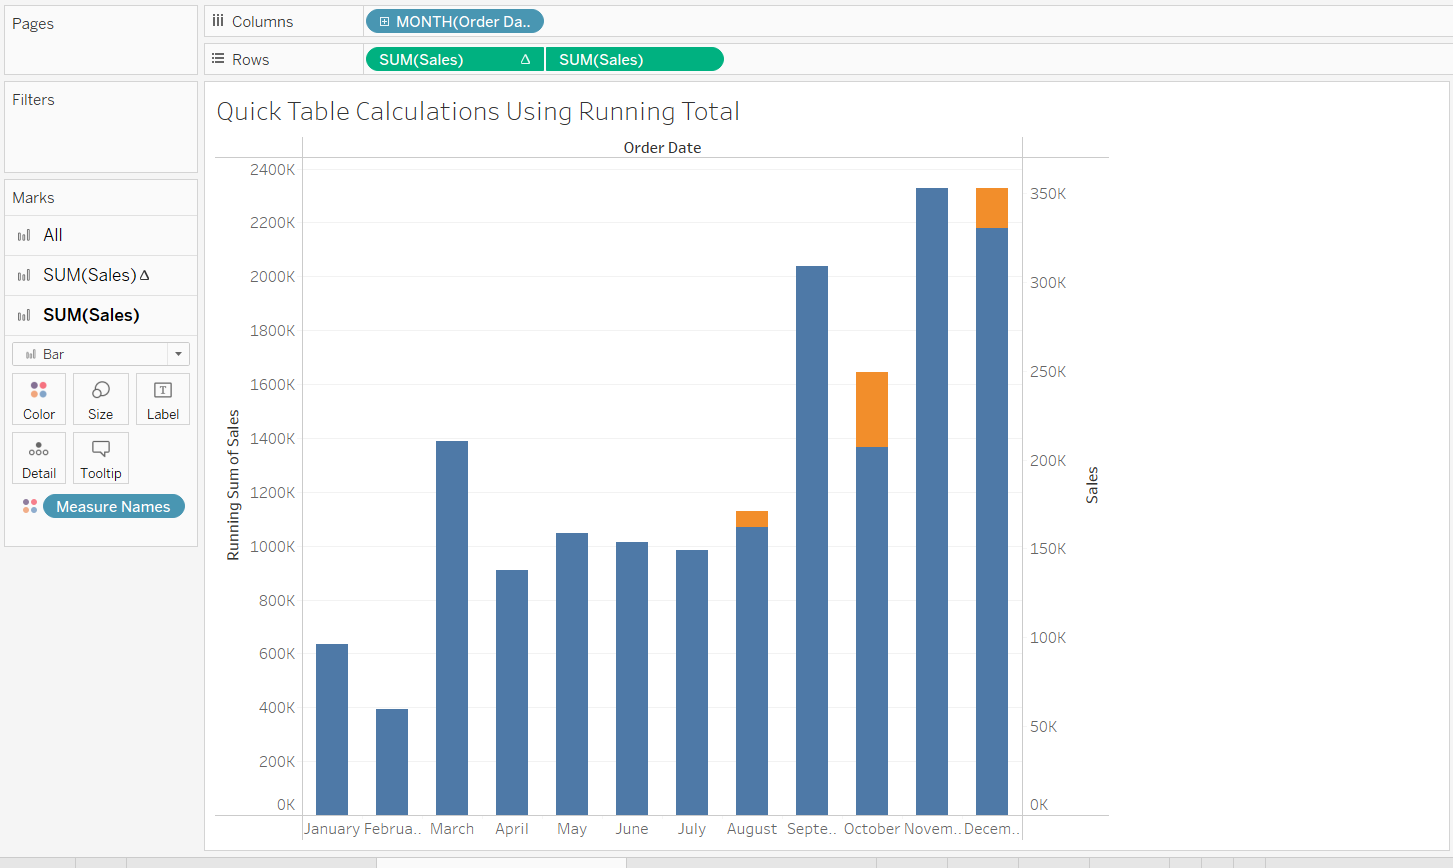 Pages
Columns
MONTH(Order Da..
Rows
SUM(Sales) Δ
SUM(Sales)
Filters
Marks
All
SUM(Sales) Δ
SUM(Sales)
Bar
Color
Size
Label
Detail
Tooltip
Measure Names
Quick Table Calculations Using Running Total
Order Date
2400K
2200K
2000K
1800K
1600K
1400K
1200K
1000K
800K
600K
400K
200K
0K
Running Sum of Sales
350K
300K
250K
200K
150K
100K
50K
0K
Sales
January Februa.. March April May June July August Septe.. October Novem.. Decem..